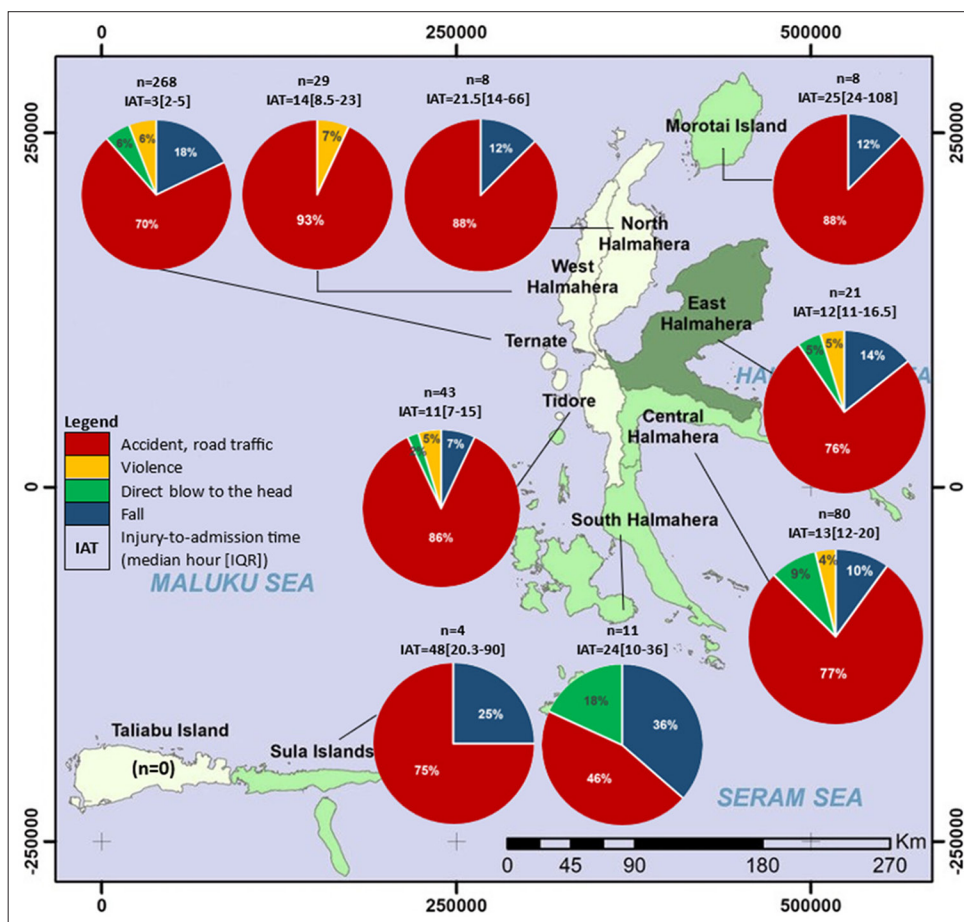 0
250000
500000
n=268
IAT=3[2-5]
6%
6%
18%
70%
n=29
IAT=14[8.5-23]
7%
93%
n=8
IAT=21.5[14-66]
12%
88%
n=8
IAT=25[24-108]
12%
88%
250000
250000
Morotai Island
North
Halmahera
West
Halmahera
East
Halmahera
Ternate
Tidore
Central
Halmahera
n=21
IAT=12[11-16.5]
5%
5%
14%
76%
n=43
IAT=11[7-15]
5%
7%
86%
Legend
Accident, road traffic
Violence
Direct blow to the head
Fall
IAT
Injury-to-admission time
(median hour [IQR])
0
0
MALUKU SEA
South Halmahera
n=80
IAT=13[12-20]
9%
4%
10%
77%
n=4
IAT=48[20.3-90]
25%
75%
n=11
IAT=24[10-36]
18%
36%
46%
Taliabu Island
(n=0)
Sula Islands
SERAM SEA
Km
0
45
90
180
270
-250000
-250000
0
250000
500000